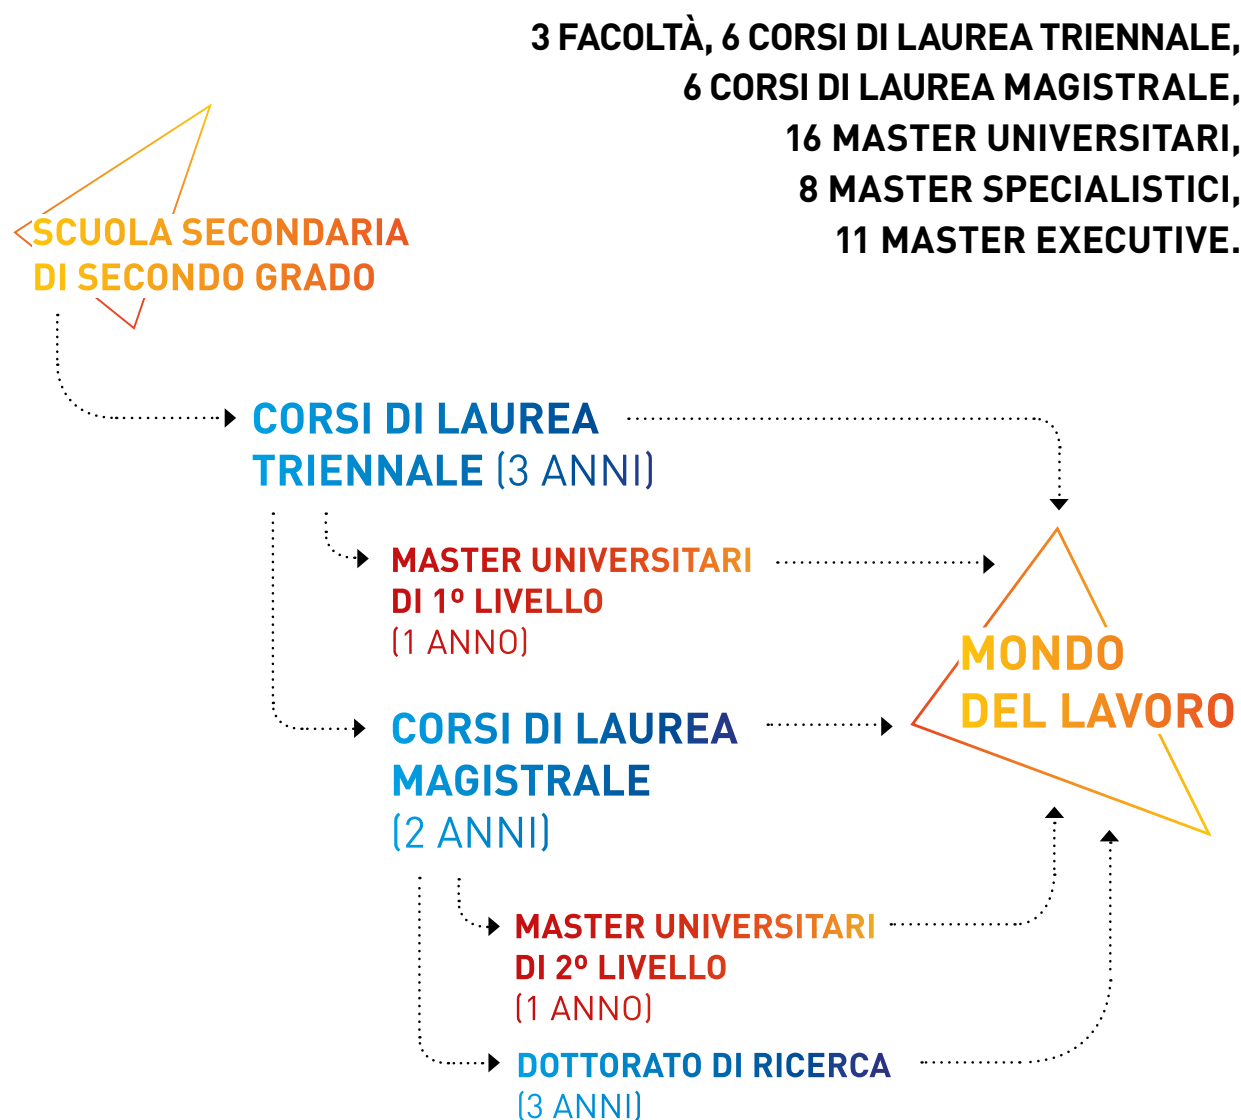 3 FACOLTÀ, 6 CORSI DI LAUREA TRIENNALE,
6 CORSI DI LAUREA MAGISTRALE,
16 MASTER UNIVERSITARI,
8 MASTER SPECIALISTICI,
11 MASTER EXECUTIVE.
SCUOLA SECONDARIA
DI SECONDO GRADO
CORSI DI LAUREA
TRIENNALE (3 ANNI)
MASTER UNIVERSITARI
DI 1º LIVELLO
(1 ANNO)
MONDO
DEL LAVORO
CORSI DI LAUREA
MAGISTRALE
(2 ANNI)
MASTER UNIVERSITARI
DI 2º LIVELLO
(1 ANNO)
DOTTORATO DI RICERCA
(3 ANNI)